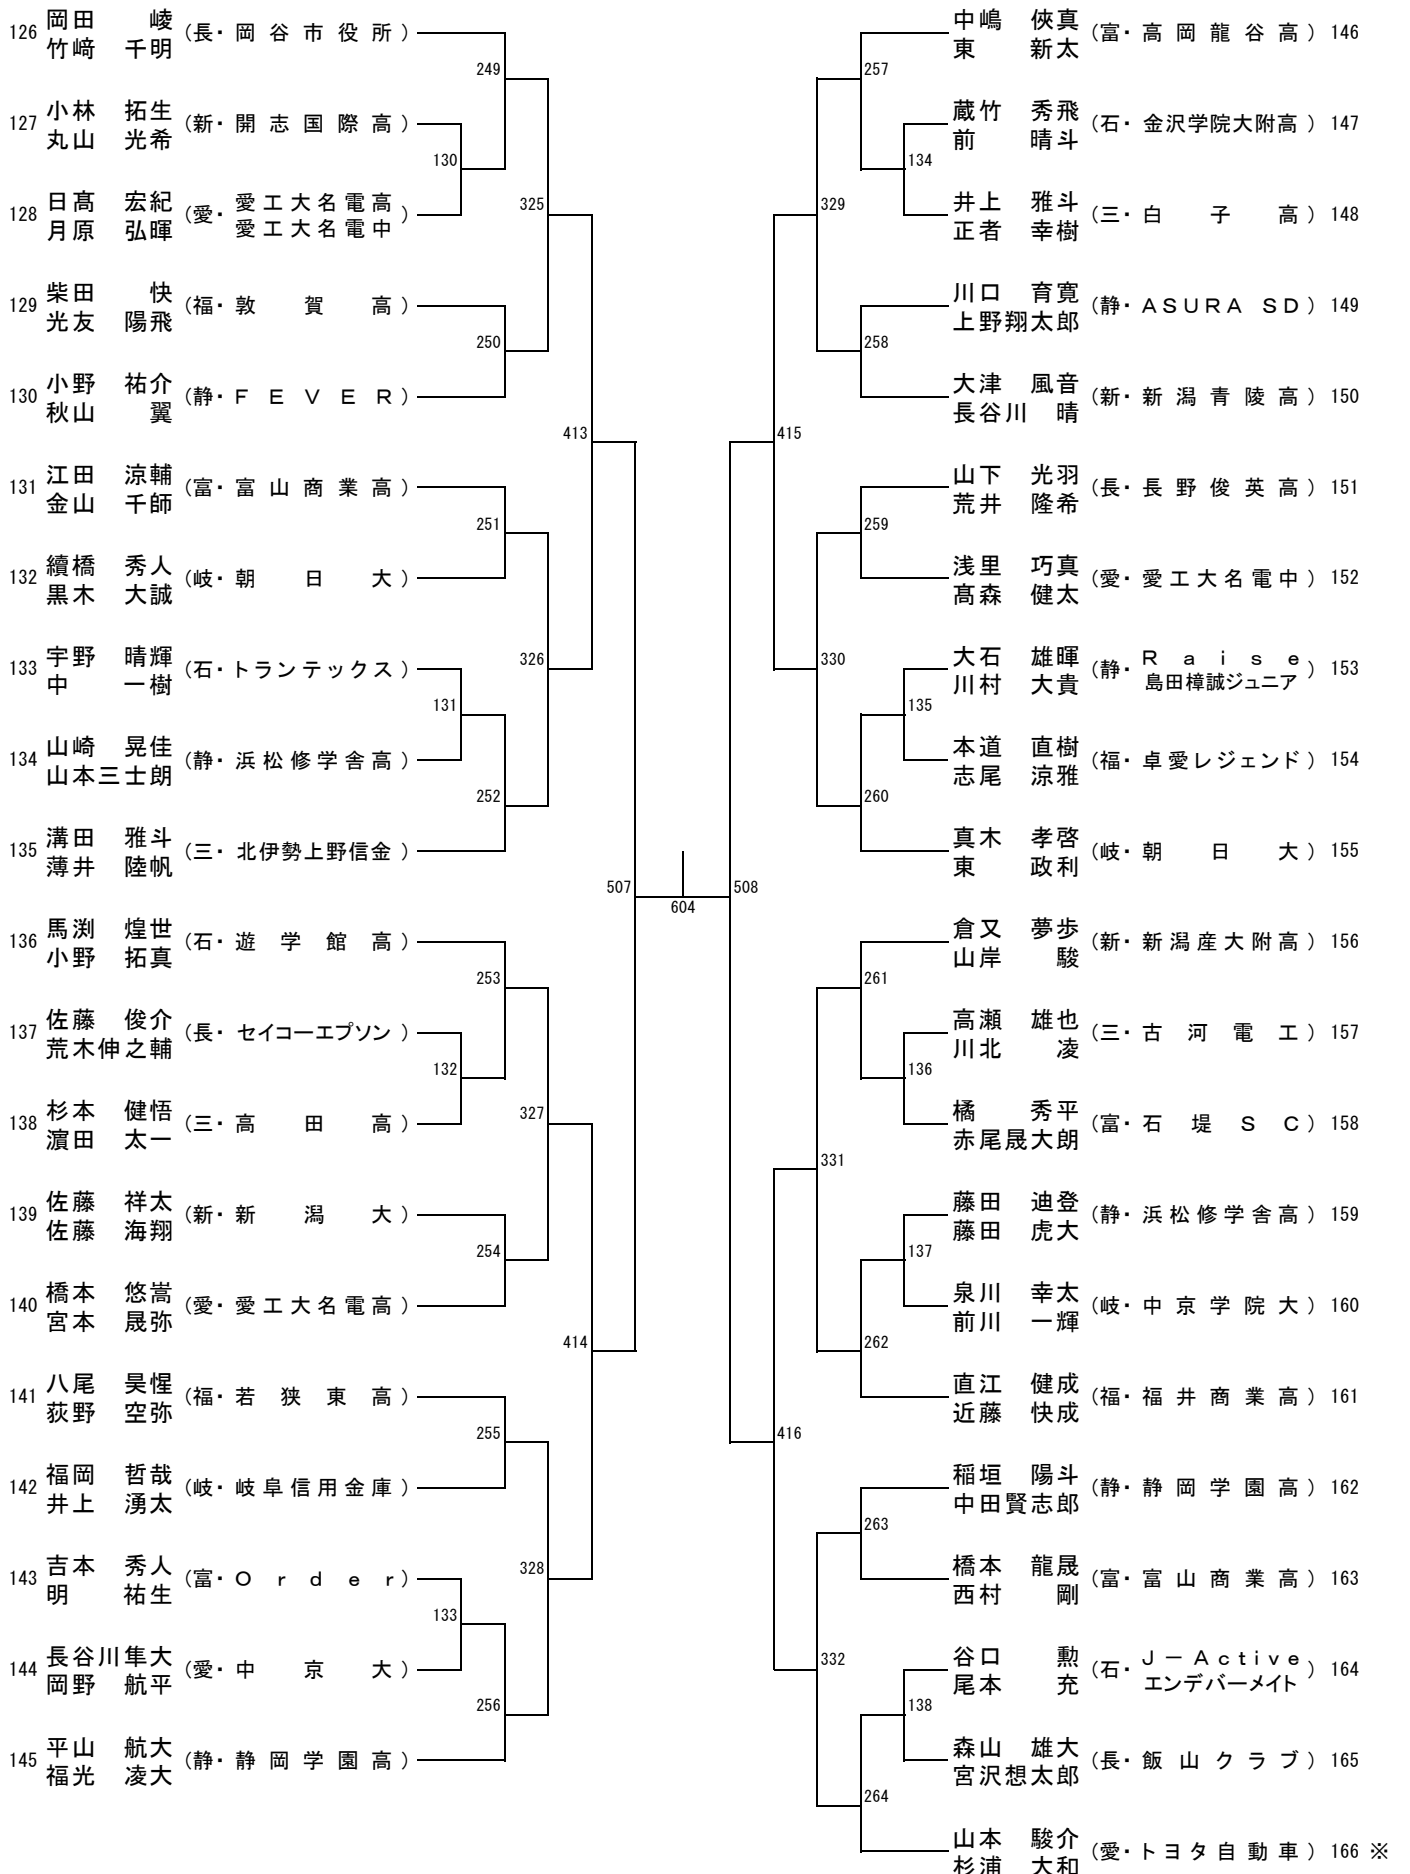 126 岡田 崚 (長・岡谷市役所)
竹﨑 千明
249
127 小林 拓生 (新・開志国際高)
丸山 光希
130
128 日髙 宏紀 (愛・愛工大名電高
月原 弘暉 愛工大名電中)
325
129 柴田 快 (福・敦賀高)
光友 陽飛
250
130 小野 祐介 (静・FEVER)
秋山 翼
413
131 江田 涼輔 (富・富山商業高)
金山 千師
251
132 續橋 秀人 (岐・朝日大)
黒木 大誠
326
133 宇野 晴輝 (石・トランテックス)
中 一樹
131
134 山崎 晃佳 (静・浜松修学舎高)
山本三士朗
252
135 溝田 雅斗 (三・北伊勢上野信金)
薄井 陸帆
507
604
136 馬渕 煌世 (石・遊学館高)
小野 拓真
253
137 佐藤 俊介 (長・セイコーエプソン)
荒木伸之輔
132
138 杉本 健悟 (三・高田高)
濵田 太一
327
139 佐藤 祥太 (新・新潟大)
佐藤 海翔
254
140 橋本 悠嵩 (愛・愛工大名電高)
宮本 晟弥
414
141 八尾 昊惺 (福・若狭東高)
荻野 空弥
255
142 福岡 哲哉 (岐・岐阜信用金庫)
井上 湧太
143 吉本 秀人 (富・Order)
明 祐生
328
133
144 長谷川隼大 (愛・中京大)
岡野 航平
256
145 平山 航大 (静・静岡学園高)
福光 凌大
中嶋 俠真 (富・高岡龍谷高) 146
東 新太
257
蔵竹 秀飛 (石・金沢学院大附高) 147
前 晴斗
134
井上 雅斗 (三・白子高) 148
正者 幸樹
329
川口 育寛 (静・ASURA SD) 149
上野翔太郎
258
大津 風音 (新・新潟青陵高) 150
長谷川 晴
415
山下 光羽 (長・長野俊英高) 151
荒井 隆希
259
浅里 巧真 (愛・愛工大名電中) 152
髙森 健太
330
大石 雄暉 (静・Raise
川村 大貴 島田樟誠ジュニア) 153
135
本道 直樹 (福・卓愛レジェンド) 154
志尾 涼雅
260
真木 孝啓 (岐・朝日大) 155
東 政利
508
倉又 夢歩 (新・新潟産大附高) 156
山岸 駿
261
高瀬 雄也 (三・古河電工) 157
川北 凌
136
橘 秀平 (富・石堤SC) 158
赤尾晟大朗
331
藤田 迪登 (静・浜松修学舎高) 159
藤田 虎大
137
泉川 幸太 (岐・中京学院大) 160
前川 一輝
262
直江 健成 (福・福井商業高) 161
近藤 快成
416
稲垣 陽斗 (静・静岡学園高) 162
中田賢志郎
263
橋本 龍晟 (富・富山商業高) 163
西村 剛
332
谷口 勲 (石・J－Active
尾本 充 エンデバーメイト) 164
138
森山 雄大 (長・飯山クラブ) 165
宮沢想太郎
264
山本 駿介 (愛・トヨタ自動車) 166 ※
杉浦 大和